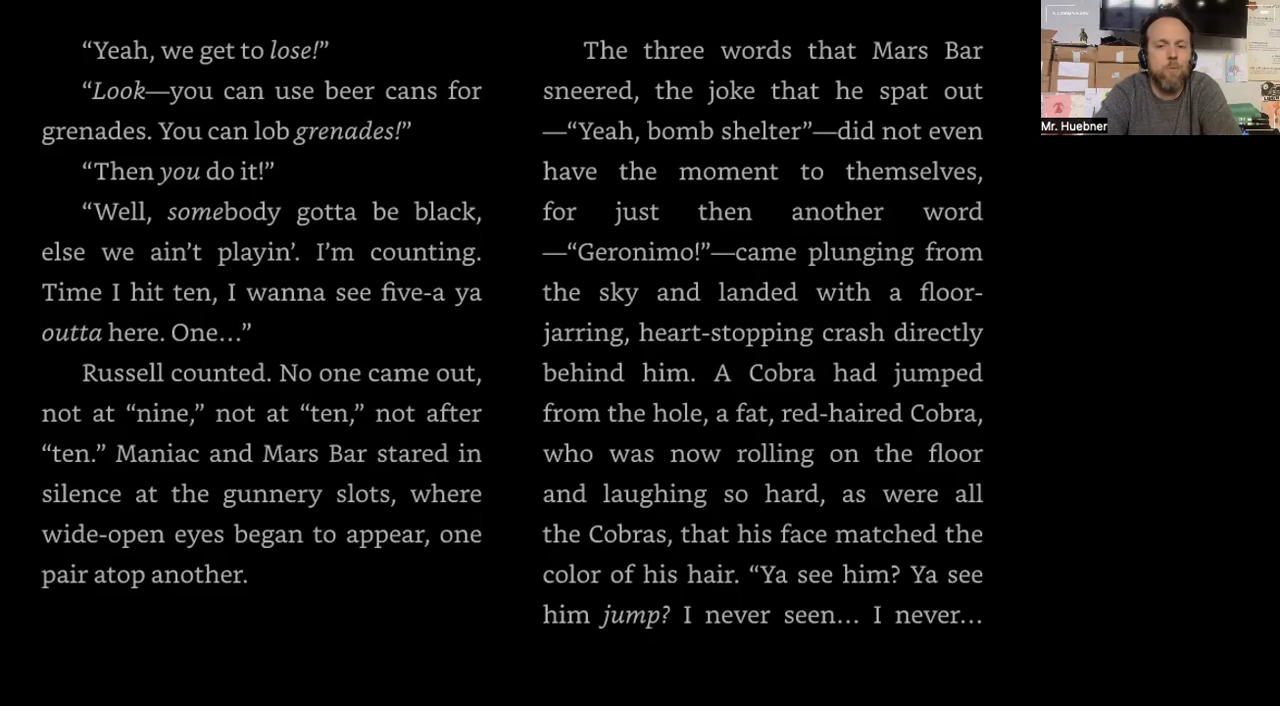 “Yeah, we get to lose!”
“Look—you can use beer cans for
grenades. You can lob grenades!”
“Then you do it!”
“Well, somebody gotta be black,
else we ain’t playin’. I’m counting.
Time I hit ten, I wanna see five-a ya
outta here. One…”
Russell counted. No one came out,
not at “nine,” not at “ten,” not after
“ten.” Maniac and Mars Bar stared in
silence at the gunnery slots, where
wide-open eyes began to appear, one
pair atop another.
The three words that Mars Bar
sneered, the joke that he spat out
—“Yeah, bomb shelter”—did not even
have the moment to themselves,
for just then another word
—“Geronimo!”—came plunging from
the sky and landed with a floor-
jarring, heart-stopping crash directly
behind him. A Cobra had jumped
from the hole, a fat, red-haired Cobra,
who was now rolling on the floor
and laughing so hard, as were all
the Cobras, that his face matched the
color of his hair. “Ya see him? Ya see
him jump? I never seen… I never…
Mr. Huebner